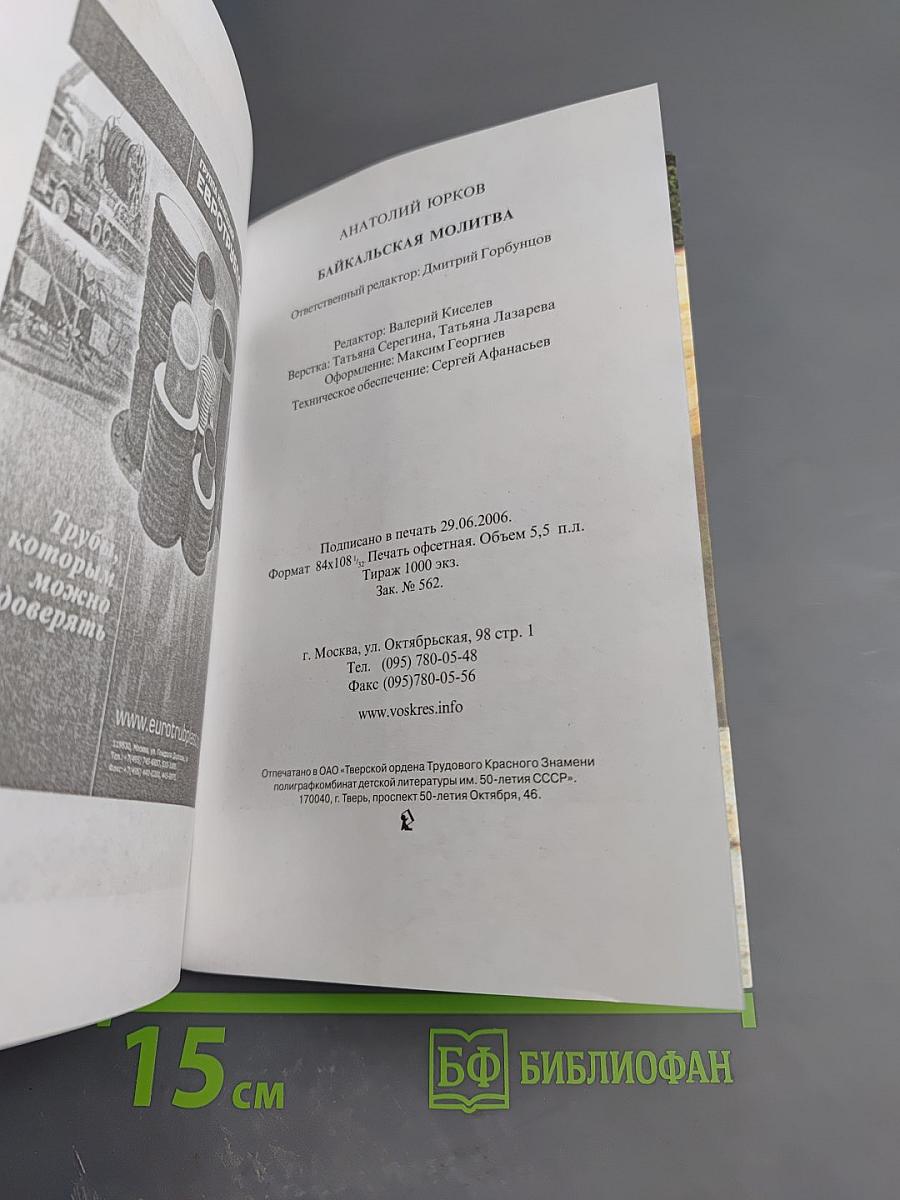 ЕВРОТРУБ
Трубы,
которым
можно
доверять
www.eurotrubplast
АНАТОЛИЙ ЮРКОВ
БАЙКАЛЬСКАЯ МОЛИТВА
Ответственный редактор: Дмитрий Горбунцов
Редактор: Валерий Киселев
Верстка: Татьяна Серегина, Татьяна Лазарева
Оформление: Максим Георгиев
Техническое обеспечение: Сергей Афанасьев
Подписано в печать 29.06.2006.
Формат 84х108 1/32 Печать офсетная. Объем 5,5 п.л.
Тираж 1000 экз.
Зак. № 562.
г. Москва, ул. Октябрьская, 98 стр. 1
Тел. (095) 780-05-48
Факс (095)780-05-56
www.voskres.info
Отпечатано в ОАО «Тверской ордена Трудового Красного Знамени
полиграфкомбинат детской литературы им. 50-летия СССР».
170040, г. Тверь, проспект 50-летия Октября, 46.
15 см
БФ БИБЛИОФАН